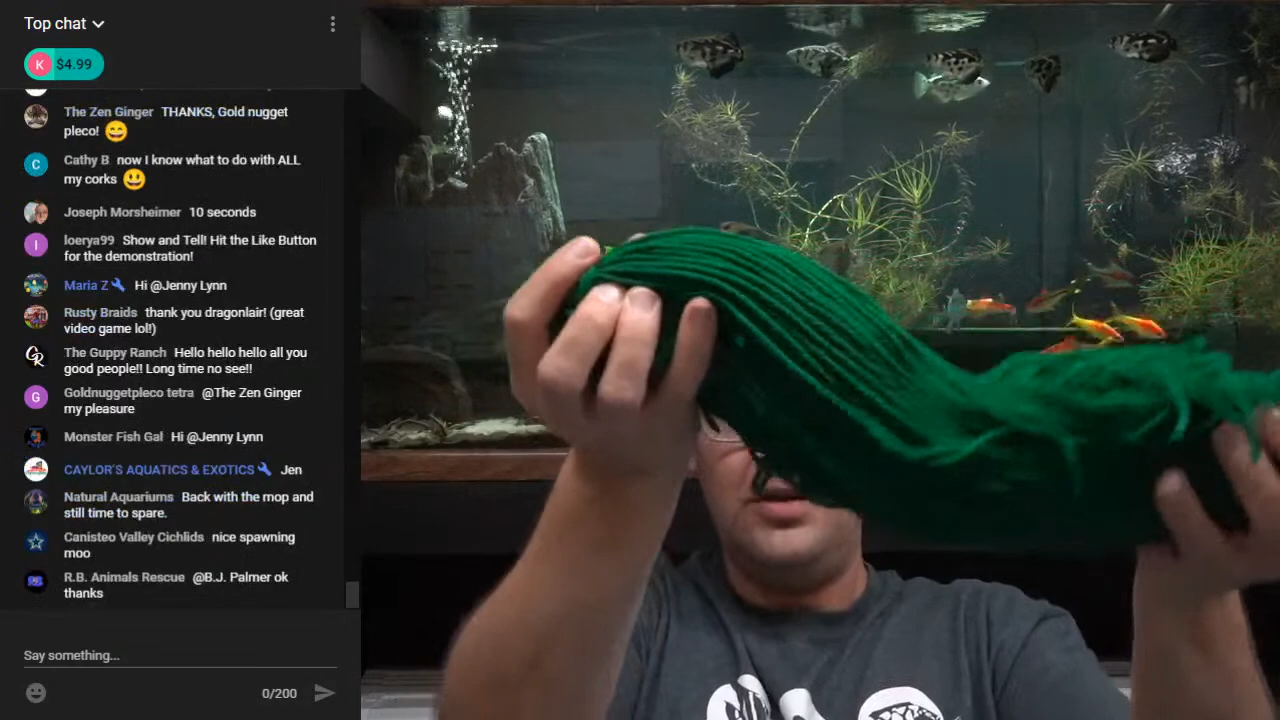 Top chat
K $4.99
The Zen Ginger THANKS, Gold nugget
pleco!
C Cathy B now I know what to do with ALL
my corks
Joseph Morsheimer 10 seconds
l loerya99 Show and Tell! Hit the Like Button
for the demonstration!
Maria Z Hi @Jenny Lynn
Rusty Braids thank you dragonlair! (great
video game lol!)
GR The Guppy Ranch Hello hello hello all you
good people!! Long time no see!!
G Goldnuggetpleco tetra @The Zen Ginger
my pleasure
Monster Fish Gal Hi @Jenny Lynn
CAYLOR'S AQUATICS & EXOTICS Jen
Natural Aquariums Back with the mop and
still time to spare.
Canisteo Valley Cichlids nice spawning
moo
R.B. Animals Rescue @B.J. Palmer ok
thanks
Say something...
0/200